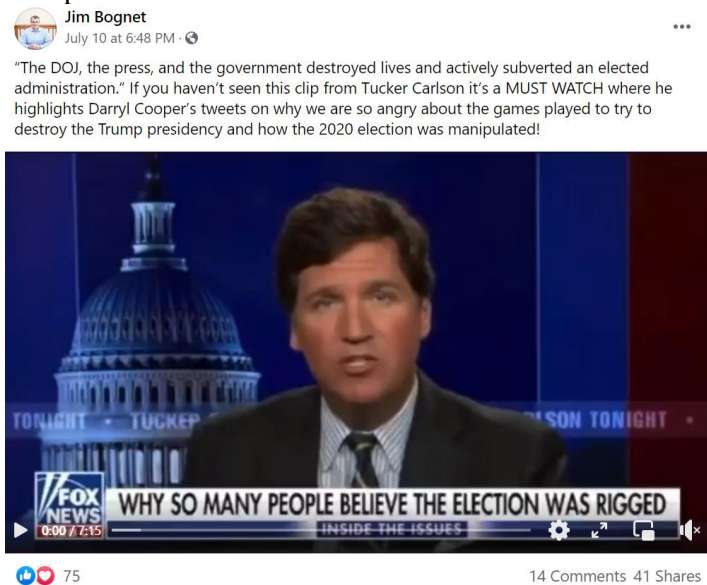 Jim Bognet
July 10 at 6:48 PM ·
“The DOJ, the press, and the government destroyed lives and actively subverted an elected
administration.” If you haven’t seen this clip from Tucker Carlson it’s a MUST WATCH where he
highlights Darryl Cooper’s tweets on why we are so angry about the games played to try to
destroy the Trump presidency and how the 2020 election was manipulated!
TONIGHT • TUCKER
SON TONIGHT •
FOX
NEWS
WHY SO MANY PEOPLE BELIEVE THE ELECTION WAS RIGGED
INSIDE THE ISSUES
0:00 / 7:15
75
14 Comments 41 Shares